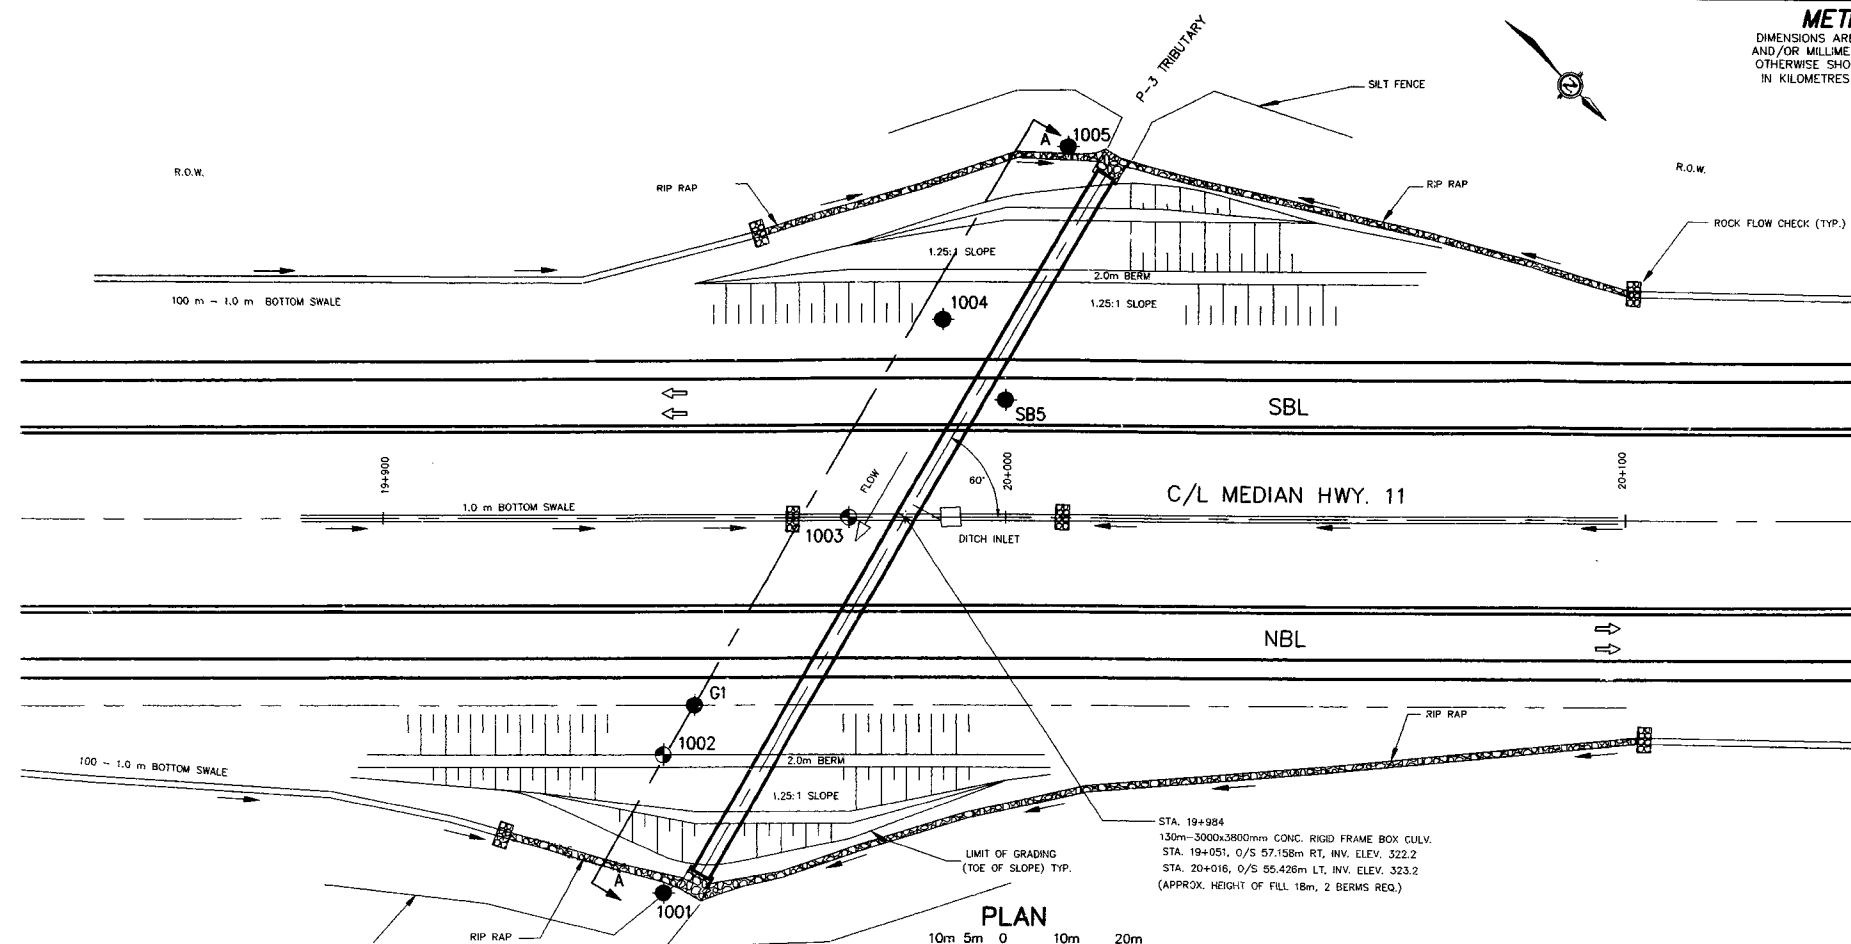 METR
DIMENSIONS ARE
AND/OR MILLIME
OTHERWISE SHO
IN KILOMETRES
P-3 TRIBUTARY
SILT FENCE
A
1005
R.O.W.
R.O.W.
RIP RAP
RIP RAP
ROCK FLOW CHECK (TYP.)
1.25:1 SLOPE
2.0m BERM
100 m - 1.0 m BOTTOM SWALE
1004
1.25:1 SLOPE
SBL
SB5
19+900
FLOW
60°
20+000
20+100
C/L MEDIAN HWY. 11
1.0 m BOTTOM SWALE
1003
DITCH INLET
NBL
G1
RIP RAP
1002
2.0m BERM
100 - 1.0 m BOTTOM SWALE
1.25:1 SLOPE
STA. 19+984
130m-3000x3800mm CONC. RIGID FRAME BOX CULV.
STA. 19+051, O/S 57.158m RT, INV. ELEV. 322.2
STA. 20+016, O/S 55.426m LT, INV. ELEV. 323.2
(APPROX. HEIGHT OF FILL 18m, 2 BERMS REQ.)
LIMIT OF GRADING
(TOE OF SLOPE) TYP.
A
1001
RIP RAP
PLAN
10m 5m 0 10m 20m